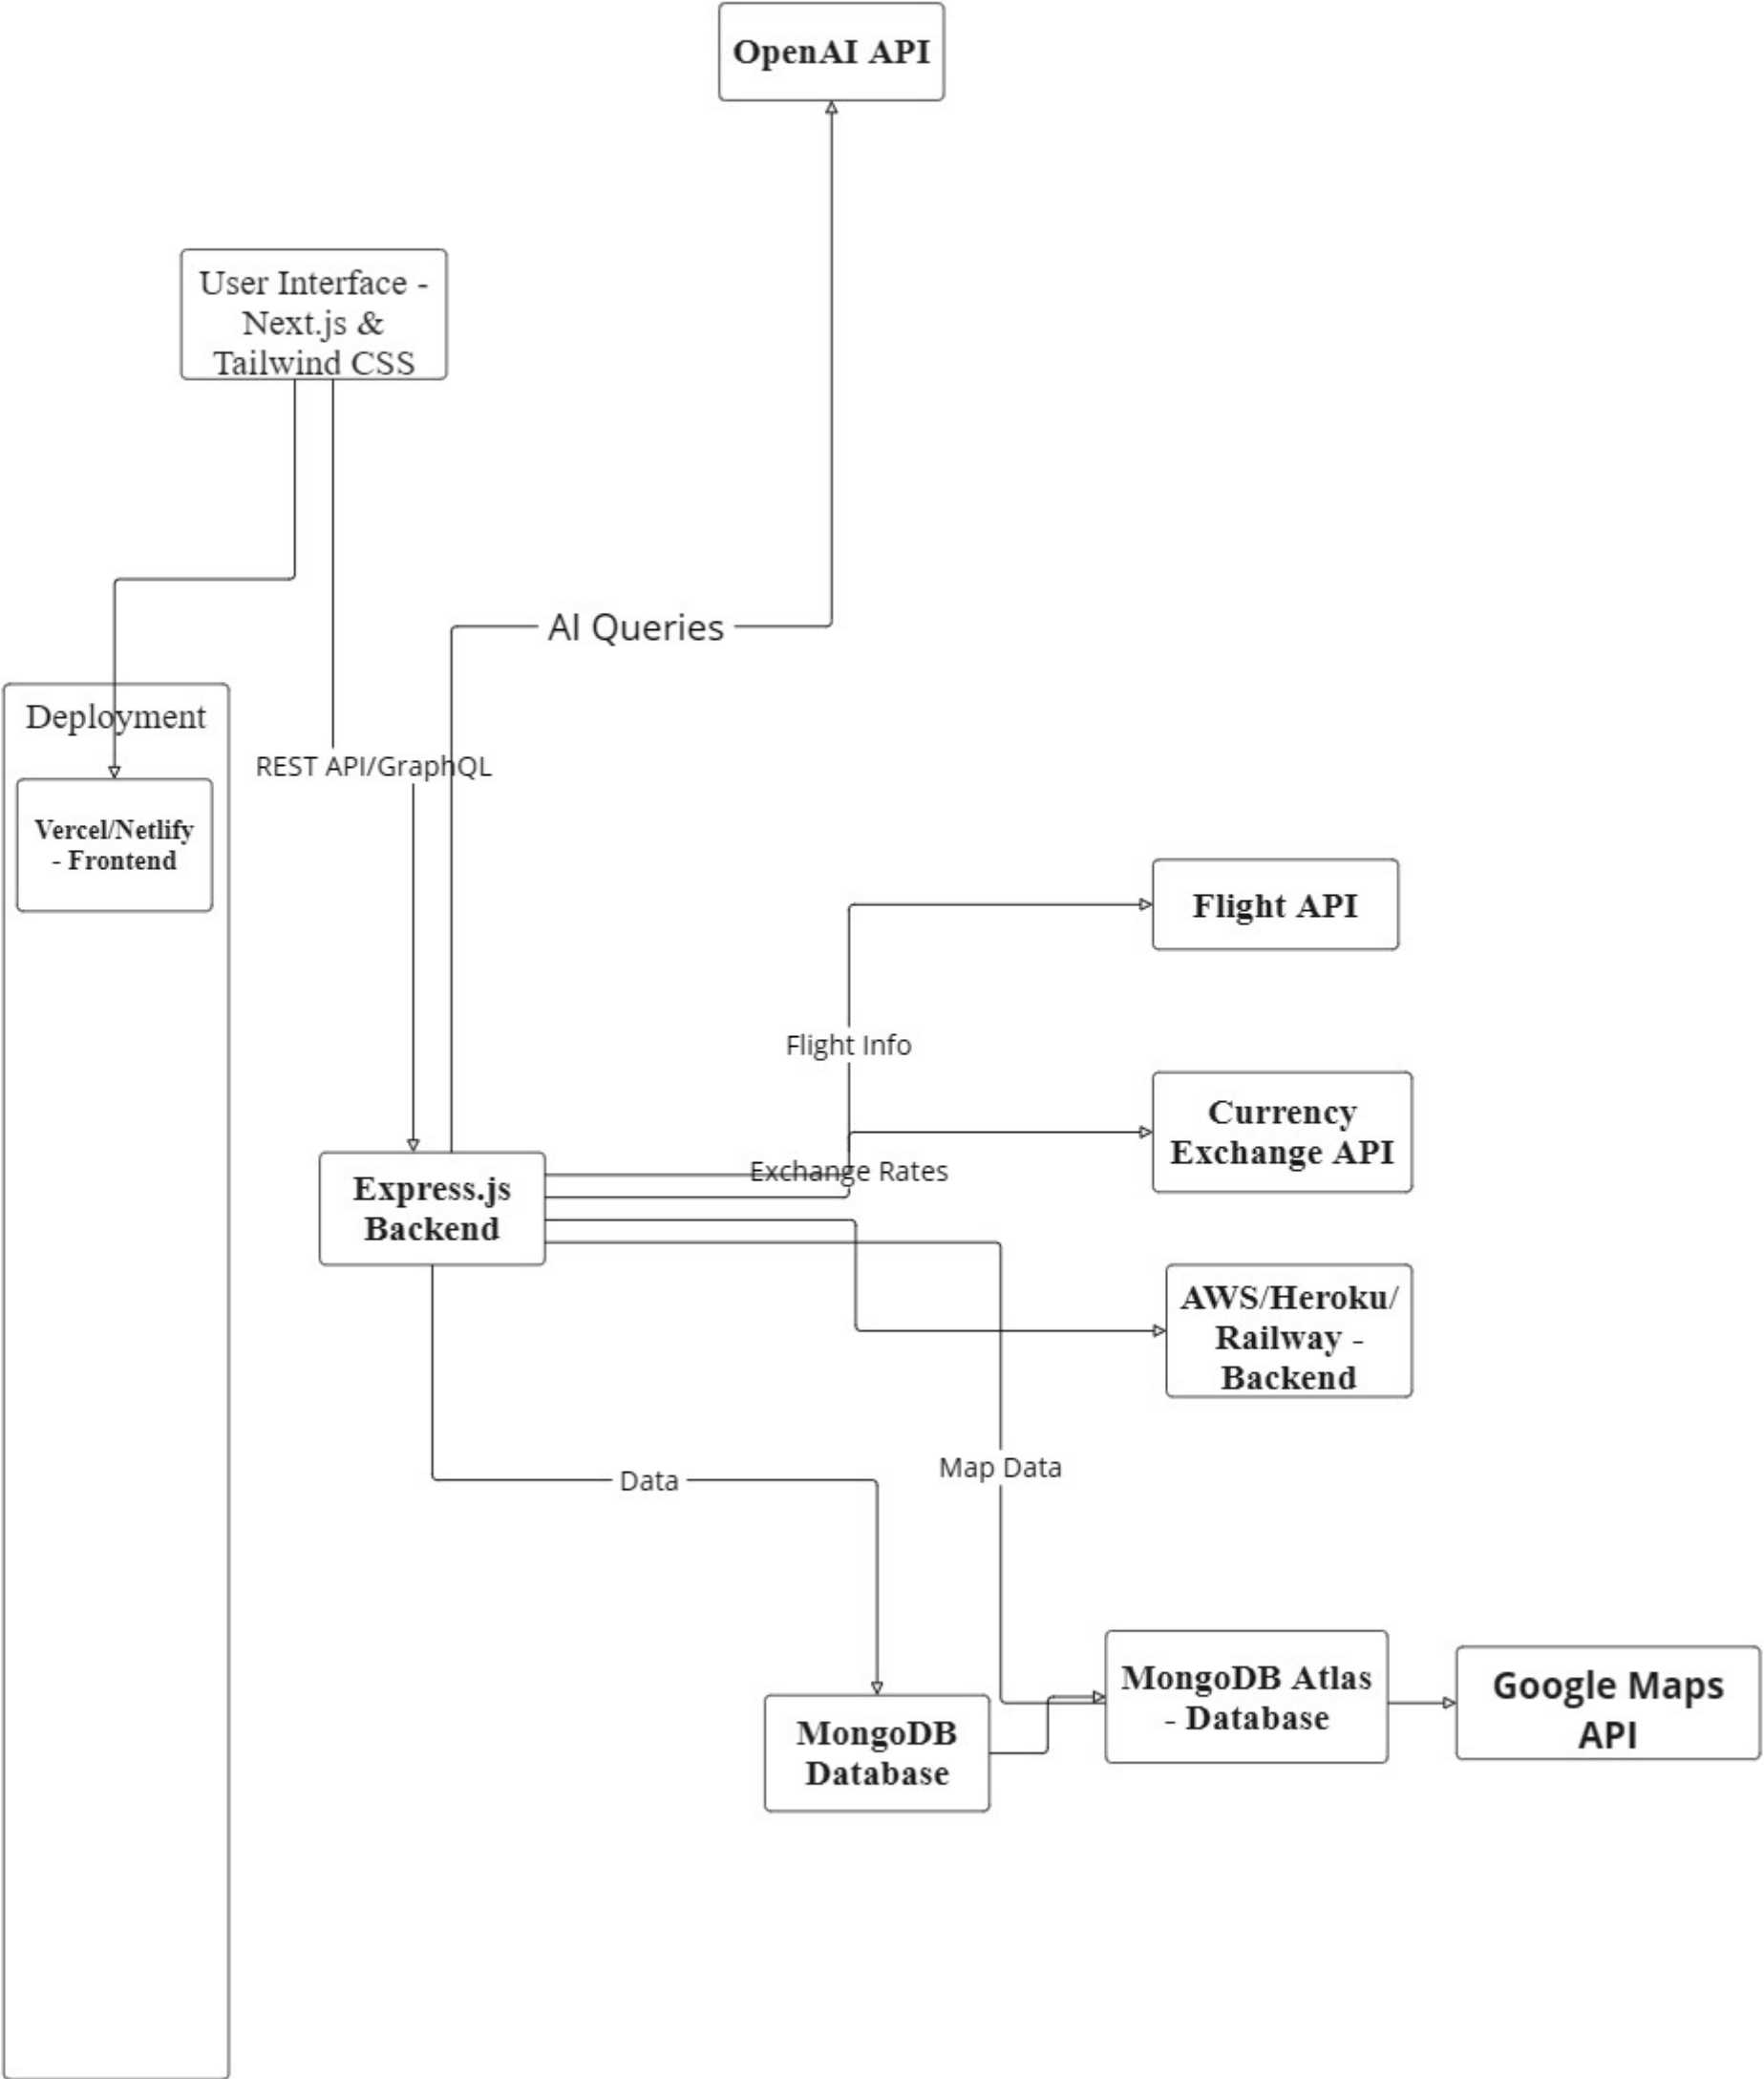 OpenAI API
User Interface -
Next.js &
Tailwind CSS
AI Queries
Deployment
REST API/GraphQL
Vercel/Netlify
- Frontend
Flight API
Flight Info
Currency
Exchange API
Exchange Rates
Express.js
Backend
AWS/Heroku/
Railway -
Backend
Map Data
Data
MongoDB Atlas
- Database
Google Maps
API
MongoDB
Database